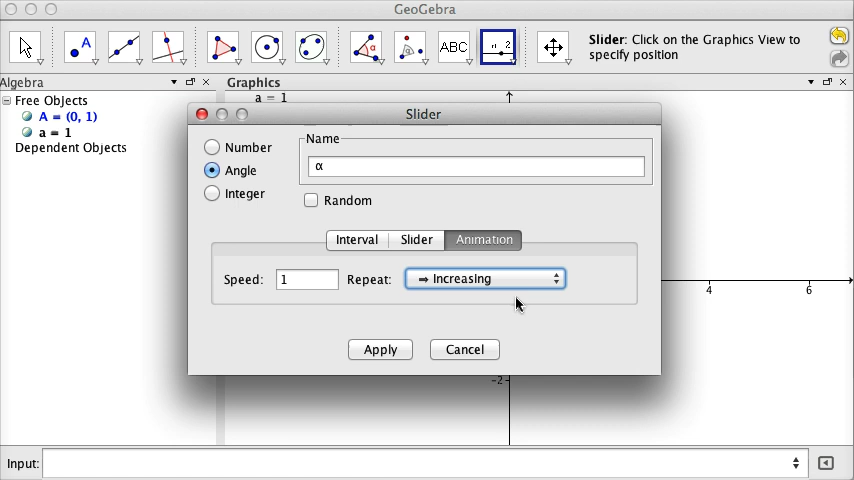 GeoGebra
ABC
a = 2
Slider: Click on the Graphics View to
specify position
Algebra
Graphics
Free Objects
A = (0, 1)
a = 1
Dependent Objects
a = 1
Slider
Number
Angle
Integer
Name
α
Random
Interval
Slider
Animation
Speed:
1
Repeat:
⇒ Increasing
Apply
Cancel
4
6
-2
Input: